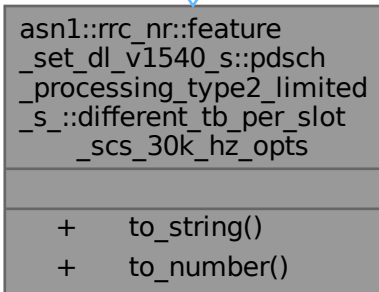 asn1::rrc_nr::feature
_set_dl_v1540_s::pdsch
_processing_type2_limited
_s_::different_tb_per_slot
_scs_30k_hz_opts
+ to_string()
+ to_number()